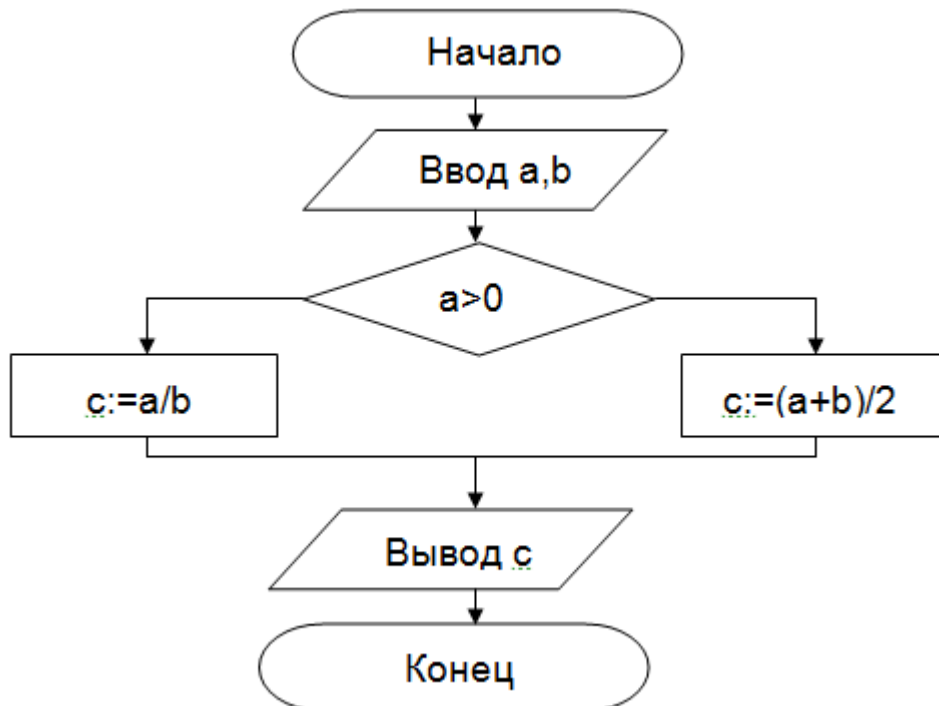 Начало
Ввод a,b
a>0
c:=a/b
c:=(a+b)/2
Вывод c
Конец